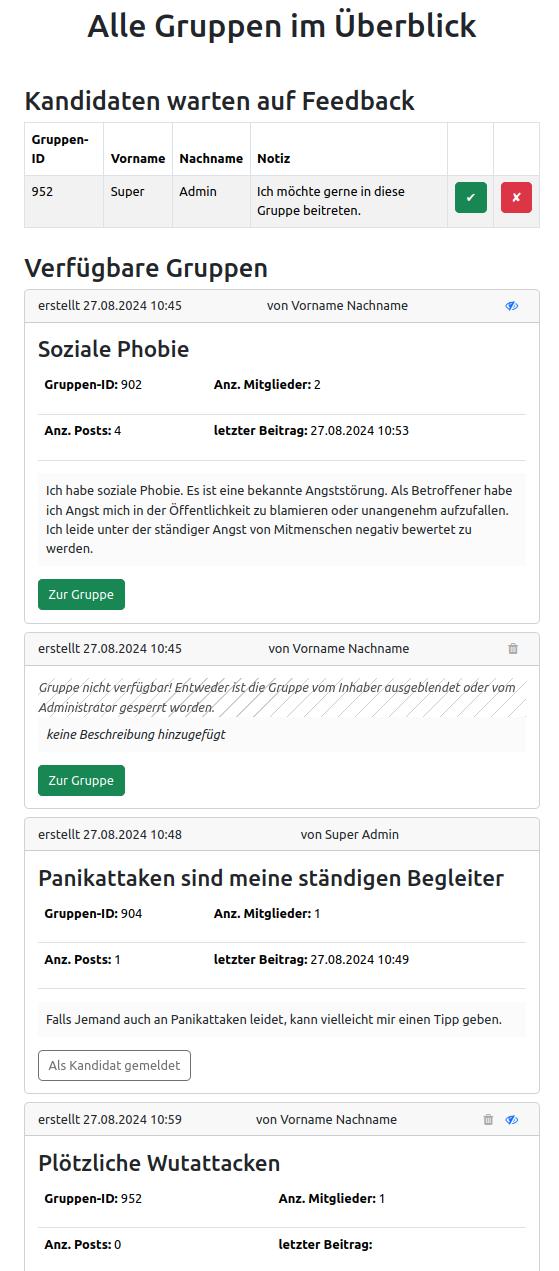 Alle Gruppen im Überblick
Kandidaten warten auf Feedback
Gruppen-
ID Vorname Nachname Notiz
952 Super Admin Ich möchte gerne in diese
Gruppe beitreten.
✔ ✘
Verfügbare Gruppen
erstellt 27.08.2024 10:45 von Vorname Nachname
Soziale Phobie
Gruppen-ID: 902 Anz. Mitglieder: 2
Anz. Posts: 4 letzter Beitrag: 27.08.2024 10:53
Ich habe soziale Phobie. Es ist eine bekannte Angststörung. Als Betroffener habe
ich Angst mich in der Öffentlichkeit zu blamieren oder unangenehm aufzufallen.
Ich leide unter der ständiger Angst von Mitmenschen negativ bewertet zu
werden.
Zur Gruppe
erstellt 27.08.2024 10:45 von Vorname Nachname
Gruppe nicht verfügbar! Entweder ist die Gruppe vom Inhaber ausgeblendet oder vom
Administrator gesperrt worden.
keine Beschreibung hinzugefügt
Zur Gruppe
erstellt 27.08.2024 10:48 von Super Admin
Panikattaken sind meine ständigen Begleiter
Gruppen-ID: 904 Anz. Mitglieder: 1
Anz. Posts: 1 letzter Beitrag: 27.08.2024 10:49
Falls Jemand auch an Panikattaken leidet, kann vielleicht mir einen Tipp geben.
Als Kandidat gemeldet
erstellt 27.08.2024 10:59 von Vorname Nachname
Plötzliche Wutattacken
Gruppen-ID: 952 Anz. Mitglieder: 1
Anz. Posts: 0 letzter Beitrag: